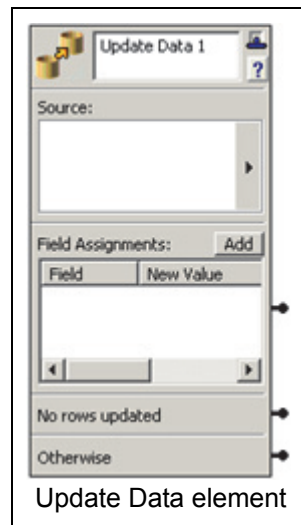 Update Data 1
?
Source:
Field Assignments: Add
Field New Value
No rows updated
Otherwise
Update Data element